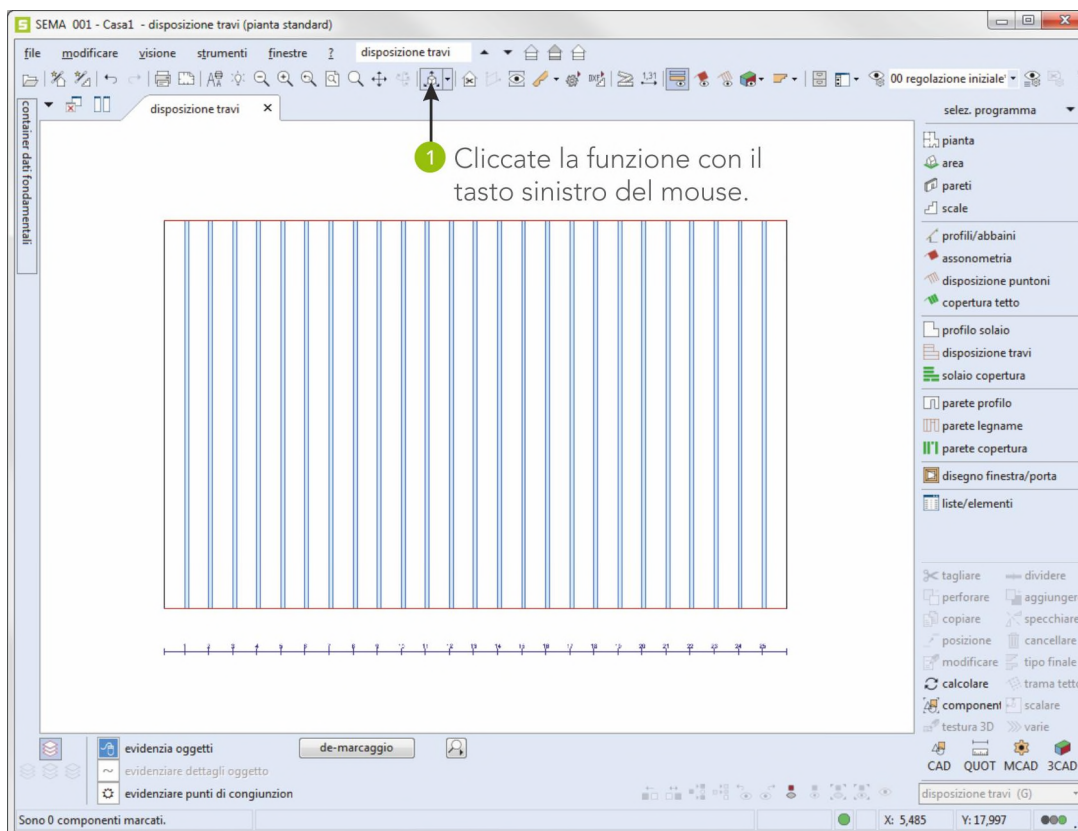 SEMA 001 - Casa1 - disposizione travi (pianta standard)
file modificare visione strumenti finestre ? disposizione travi
00 regolazione iniziale'
container dati fondamentali
disposizione travi
selez. programma
1 Cliccate la funzione con il
tasto sinistro del mouse.
pianta
area
pareti
scale
profili/abbaini
assonometria
disposizione puntoni
copertura tetto
profilo solaio
disposizione travi
solaio copertura
parete profilo
parete legname
parete copertura
disegno finestra/porta
liste/elementi
tagliare dividere
perforare aggiunger
copiare specchiare
posizione cancellare
modificare tipo finale
calcolare trama tetto
component scalare
testura 3D varie
CAD QUOT MCAD 3CAD
disposizione travi (G)
evidenzia oggetti de-marcaggio
evidenziare dettagli oggetto
evidenziare punti di congiunzion
Sono 0 componenti marcati. X: 5,485 Y: 17,997